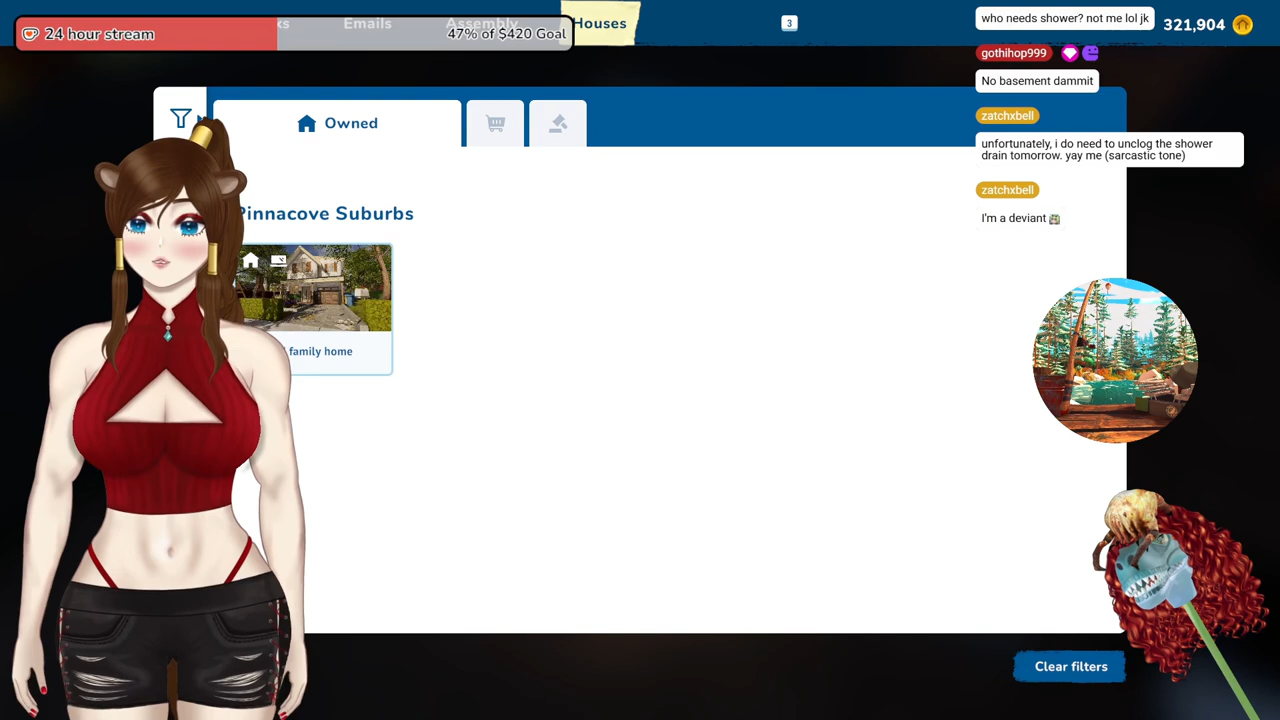 Emails
Assembly
Houses
3
24 hour stream
47% of $420 Goal
321,904
who needs shower? not me lol jk
gothihop999
No basement dammit
zatchxbell
unfortunately, i do need to unclog the shower
drain tomorrow. yay me (sarcastic tone)
zatchxbell
I'm a deviant
Owned
Pinnacove Suburbs
family home
Clear filters